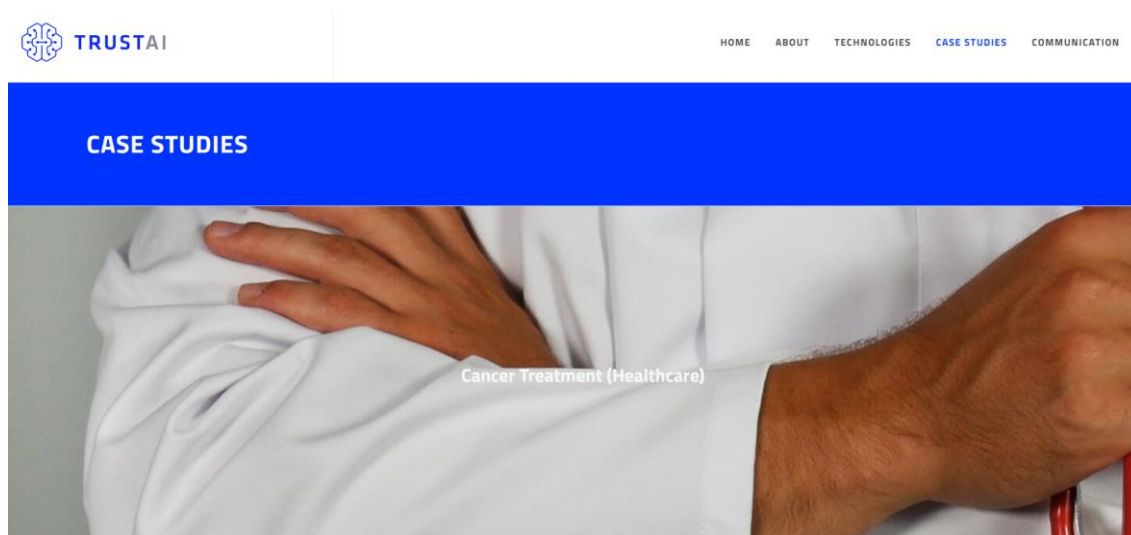 TRUSTAI
HOME ABOUT TECHNOLOGIES CASE STUDIES COMMUNICATION
CASE STUDIES
Cancer Treatment (Healthcare)